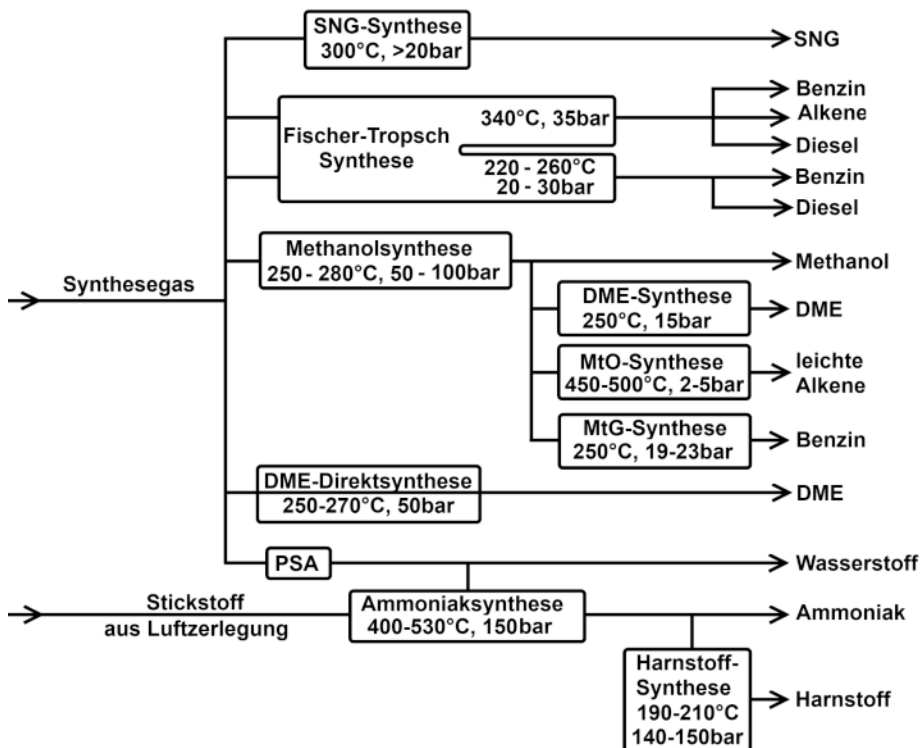 SNG-Synthese
300°C, >20bar
SNG
Fischer-Tropsch
Synthese
340°C, 35bar
220 - 260°C
20 - 30bar
Benzin
Alkene
Diesel
Benzin
Diesel
Synthesegas
Methanolsynthese
250 - 280°C, 50 - 100bar
Methanol
DME-Synthese
250°C, 15bar
DME
MtO-Synthese
450-500°C, 2-5bar
leichte
Alkene
MtG-Synthese
250°C, 19-23bar
Benzin
DME-Direktsynthese
250-270°C, 50bar
DME
PSA
Wasserstoff
Stickstoff
aus Luftzerlegung
Ammoniaksynthese
400-530°C, 150bar
Ammoniak
Harnstoff-
Synthese
190-210°C
140-150bar
Harnstoff